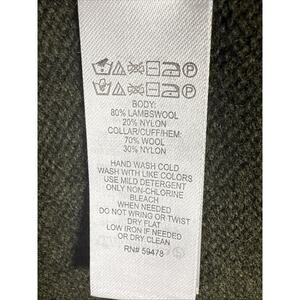 BODY:
80% LAMBSWOOL
20% NYLON
COLLAR/CUFF/HEM:
70% WOOL
30% NYLON
HAND WASH COLD
WASH WITH LIKE COLORS
USE MILD DETERGENT
ONLY NON-CHLORINE
BLEACH
WHEN NEEDED
DO NOT WRING OR TWIST
DRY FLAT
LOW IRON IF NEEDED
OR DRY CLEAN
RN# 59478